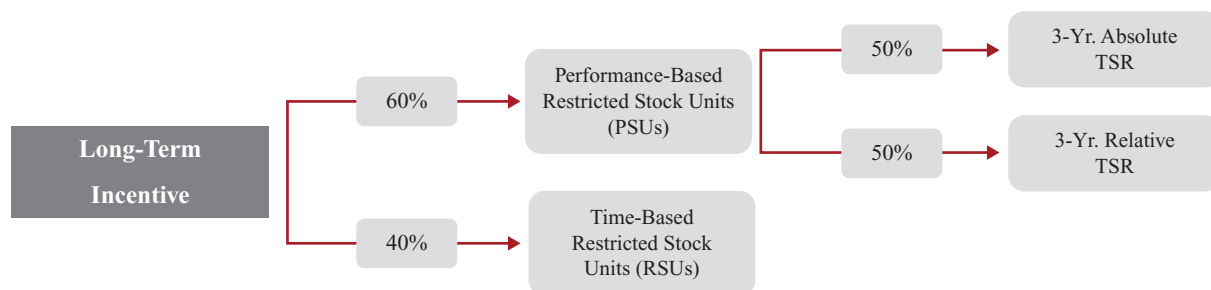 Long-Term
Incentive
60%
Performance-Based
Restricted Stock Units
(PSUs)
50%
3-Yr. Absolute
TSR
50%
3-Yr. Relative
TSR
40%
Time-Based
Restricted Stock
Units (RSUs)